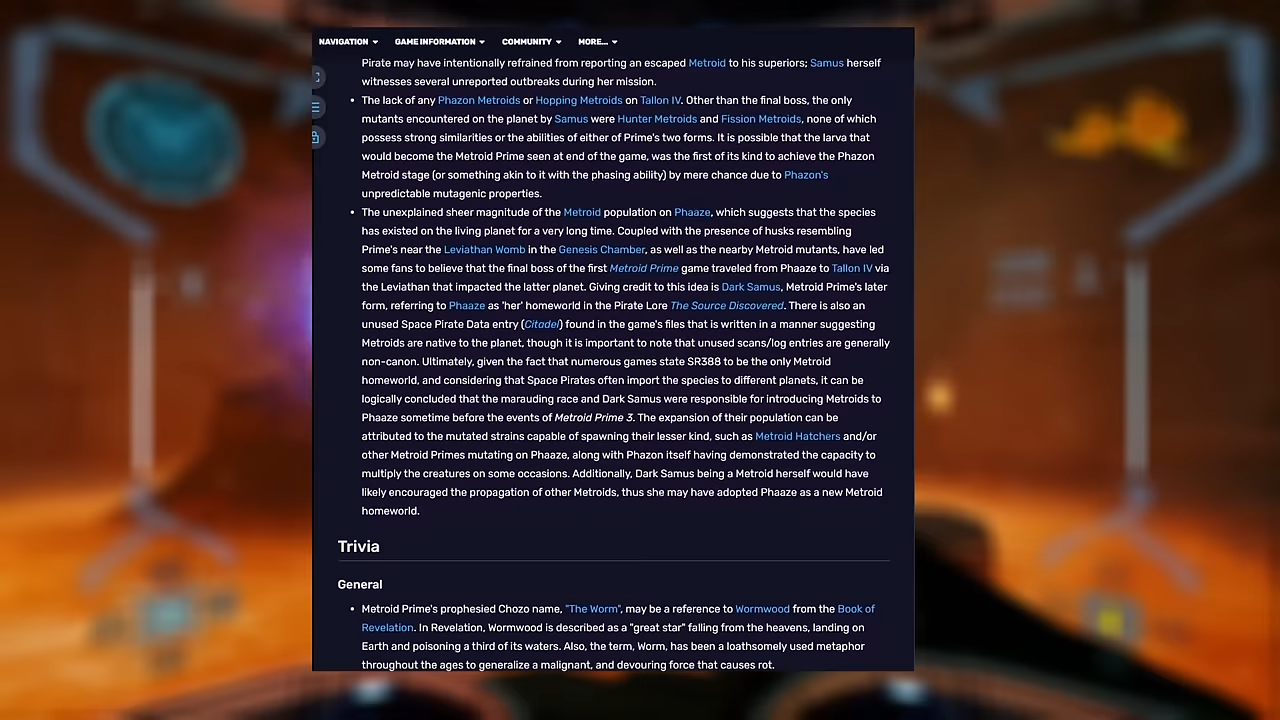 NAVIGATION GAME INFORMATION COMMUNITY MORE...
Pirate may have intentionally refrained from reporting an escaped Metroid to his superiors; Samus herself
witnesses several unreported outbreaks during her mission.
• The lack of any Phazon Metroids or Hopping Metroids on Tallon IV. Other than the final boss, the only
mutants encountered on the planet by Samus were Hunter Metroids and Fission Metroids, none of which
possess strong similarities or the abilities of either of Prime's two forms. It is possible that the larva that
would become the Metroid Prime seen at end of the game, was the first of its kind to achieve the Phazon
Metroid stage (or something akin to it with the phasing ability) by mere chance due to Phazon's
unpredictable mutagenic properties.
• The unexplained sheer magnitude of the Metroid population on Phaaze, which suggests that the species
has existed on the living planet for a very long time. Coupled with the presence of husks resembling
Prime's near the Leviathan Womb in the Genesis Chamber, as well as the nearby Metroid mutants, have led
some fans to believe that the final boss of the first Metroid Prime game traveled from Phaaze to Tallon IV via
the Leviathan that impacted the latter planet. Giving credit to this idea is Dark Samus, Metroid Prime's later
form, referring to Phaaze as 'her' homeworld in the Pirate Lore The Source Discovered. There is also an
unused Space Pirate Data entry (Citadel) found in the game's files that is written in a manner suggesting
Metroids are native to the planet, though it is important to note that unused scans/log entries are generally
non-canon. Ultimately, given the fact that numerous games state SR388 to be the only Metroid
homeworld, and considering that Space Pirates often import the species to different planets, it can be
logically concluded that the marauding race and Dark Samus were responsible for introducing Metroids to
Phaaze sometime before the events of Metroid Prime 3. The expansion of their population can be
attributed to the mutated strains capable of spawning their lesser kind, such as Metroid Hatchers and/or
other Metroid Primes mutating on Phaaze, along with Phazon itself having demonstrated the capacity to
multiply the creatures on some occasions. Additionally, Dark Samus being a Metroid herself would have
likely encouraged the propagation of other Metroids, thus she may have adopted Phaaze as a new Metroid
homeworld.
Trivia
General
• Metroid Prime's prophesied Chozo name, "The Worm", may be a reference to Wormwood from the Book of
Revelation. In Revelation, Wormwood is described as a "great star" falling from the heavens, landing on
Earth and poisoning a third of its waters. Also, the term, Worm, has been a loathsomely used metaphor
throughout the ages to generalize a malignant, and devouring force that causes rot.